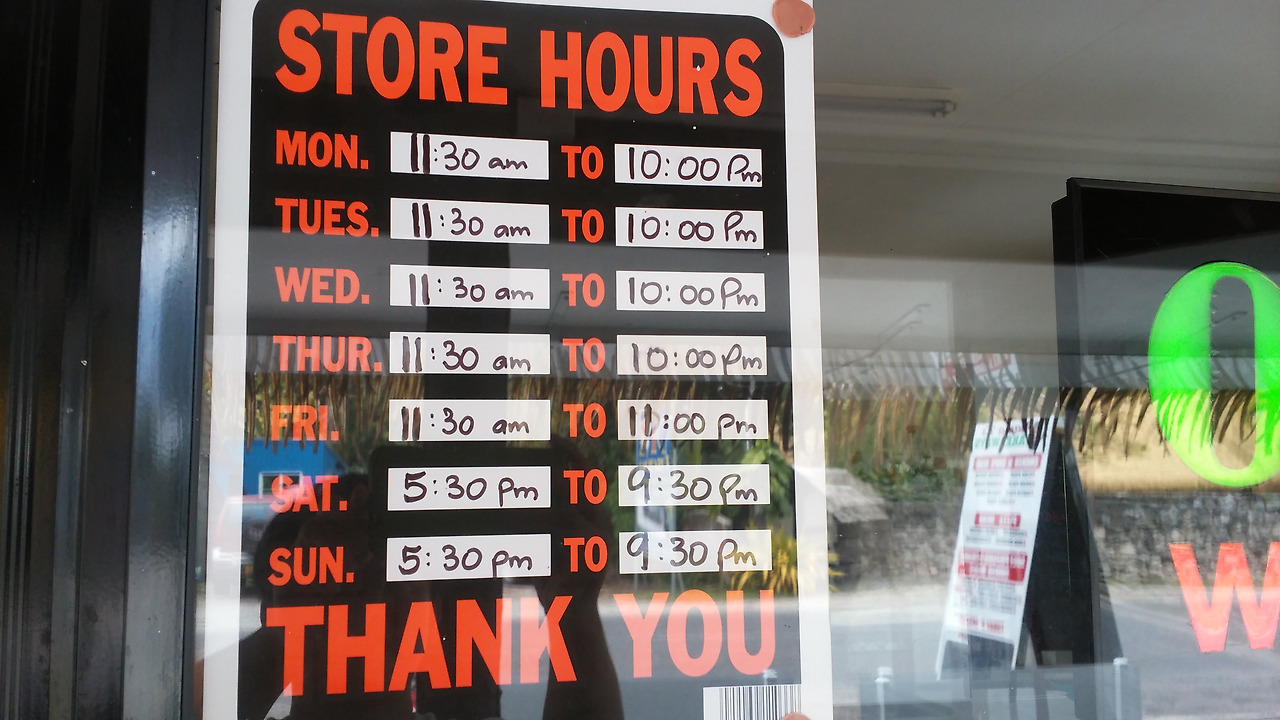 STORE HOURS
MON. 11:30 am TO 10:00 Pm
TUES. 11:30 am TO 10:00 Pm
WED. 11:30 am TO 10:00 Pm
THUR. 11:30 am TO 10:00 Pm
FRI. 11:30 am TO 11:00 pm
SAT. 5:30 Pm TO 9:30 Pm
SUN. 5:30 pm TO 9:30 Pm
THANK YOU
O
W